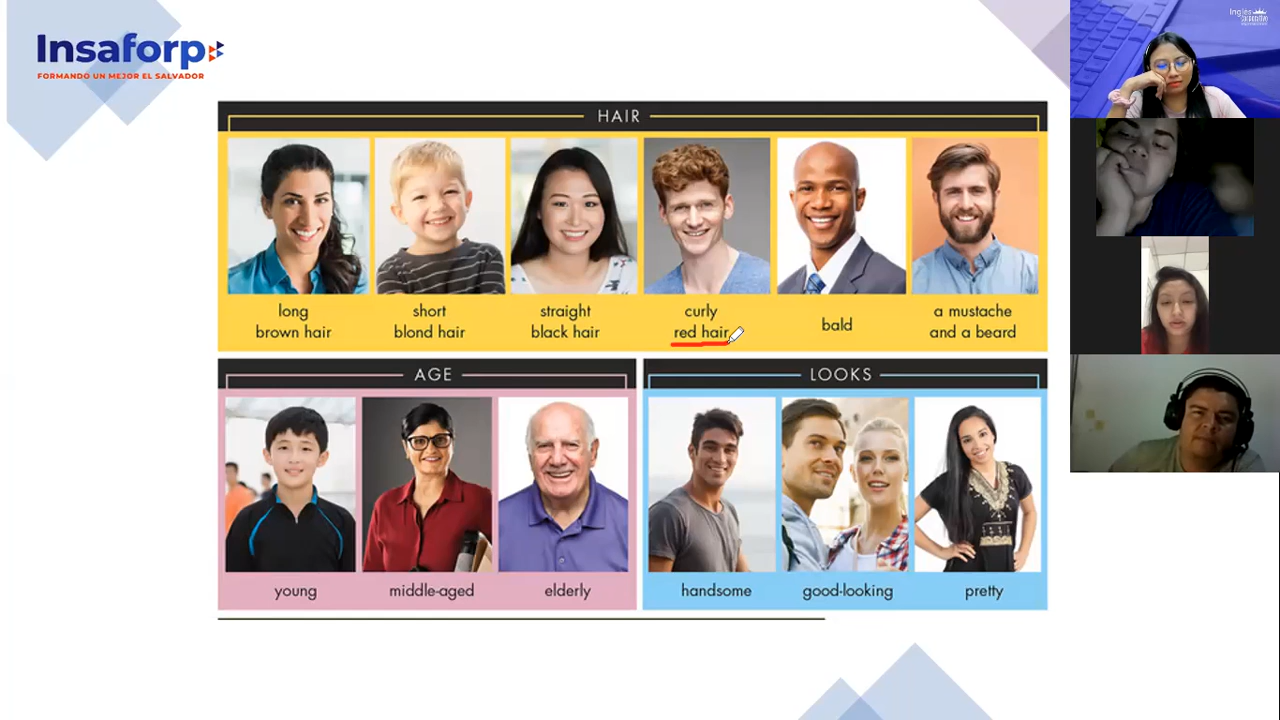 Insaforp
FORMANDO UN MEJOR EL SALVADOR
HAIR
long
brown hair
short
blond hair
straight
black hair
curly
red hair
bald
a mustache
and a beard
AGE
young
middle-aged
elderly
LOOKS
handsome
good-looking
pretty
Inglés